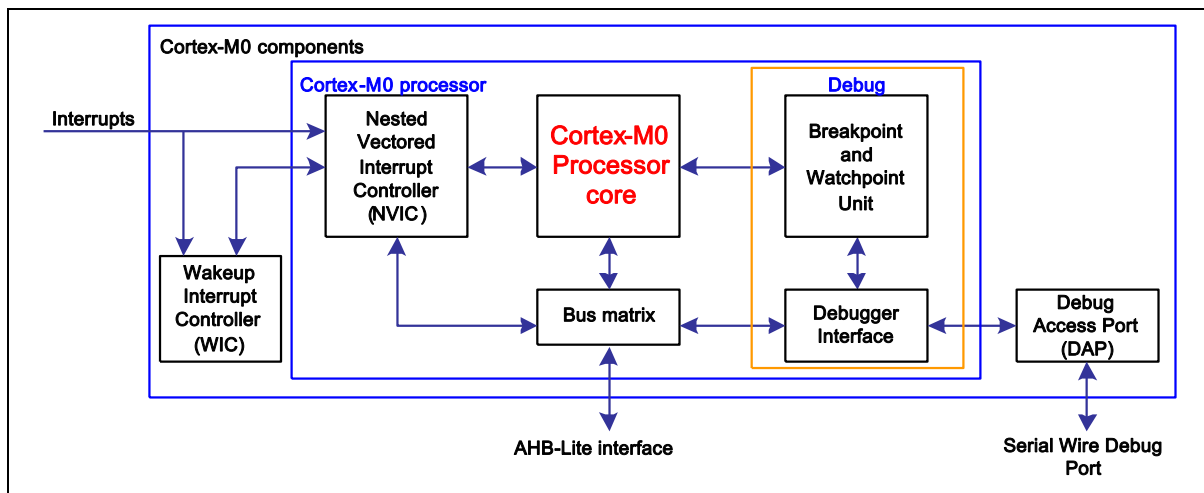 Cortex-M0 components
Cortex-M0 processor
Debug
Interrupts
Nested
Vectored
Interrupt
Controller
(NVIC)
Cortex-M0
Processor
core
Breakpoint
and
Watchpoint
Unit
Wakeup
Interrupt
Controller
(WIC)
Bus matrix
Debugger
Interface
Debug
Access Port
(DAP)
AHB-Lite interface
Serial Wire Debug
Port